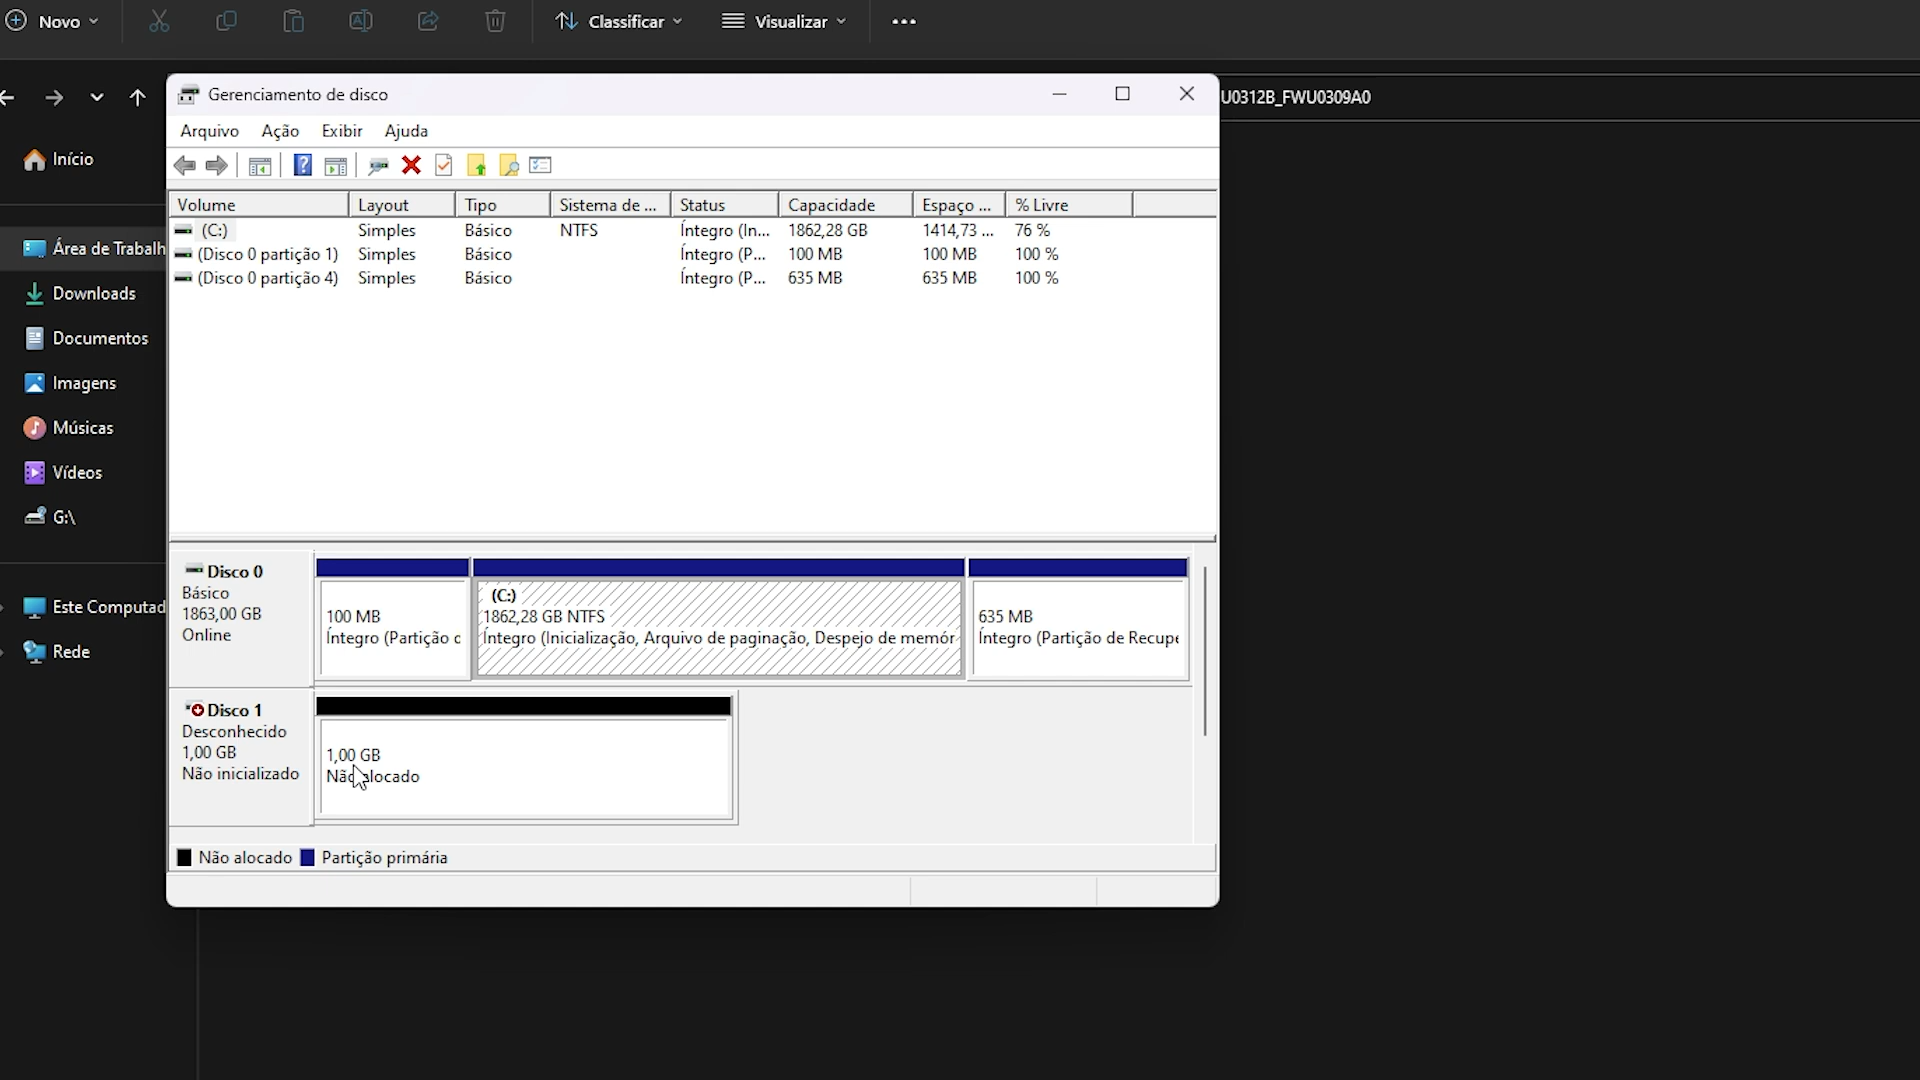 Novo
Classificar
Visualizar
Gerenciamento de disco
U0312B_FWU0309A0
Arquivo Ação Exibir Ajuda
Início
Área de Trabalh
Downloads
Documentos
Imagens
Músicas
Vídeos
G:\
Este Computad
Rede
Volume Layout Tipo Sistema de ... Status Capacidade Espaço ... % Livre
(C:) Simples Básico NTFS Íntegro (In... 1862,28 GB 1414,73 ... 76 %
(Disco 0 partição 1) Simples Básico Íntegro (P... 100 MB 100 MB 100 %
(Disco 0 partição 4) Simples Básico Íntegro (P... 635 MB 635 MB 100 %
Disco 0
Básico
1863,00 GB
Online
100 MB
Íntegro (Partição c
(C:)
1862,28 GB NTFS
Íntegro (Inicialização, Arquivo de paginação, Despejo de memór
635 MB
Íntegro (Partição de Recupe
Disco 1
Desconhecido
1,00 GB
Não inicializado
1,00 GB
Não alocado
Não alocado Partição primária